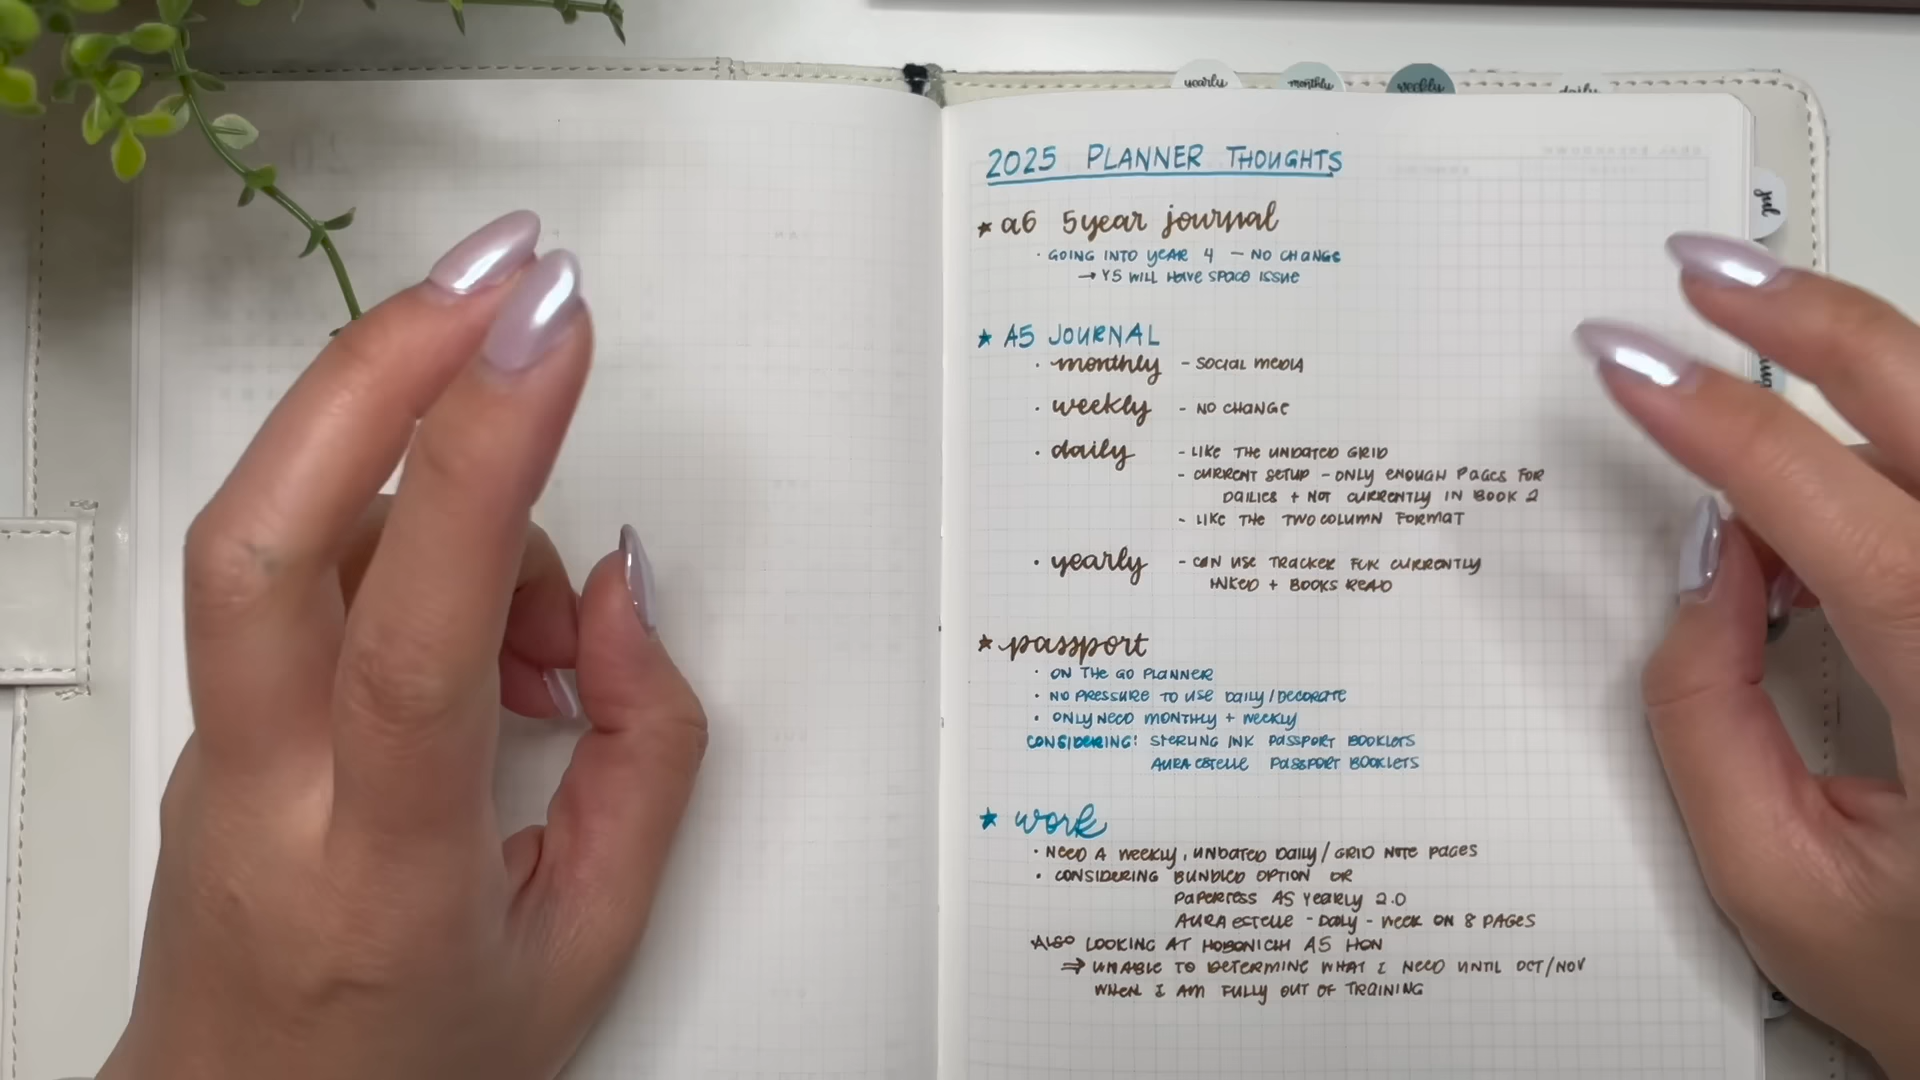 yearly
monthly
weekly
daily
2025 PLANNER THOUGHTS
jul
★ a6 5 year journal
· GOING INTO YEAR 4 — NO CHANGE
→ Y5 WILL HAVE SPACE ISSUE
★ A5 JOURNAL
· monthly - SOCIAL MEDIA
aug
· weekly - NO CHANGE
· daily - LIKE THE UNDATED GRID
- CURRENT SETUP - ONLY ENOUGH PAGES FOR
DAILIES + NOT CURRENTLY IN BOOK 2
- LIKE THE TWO COLUMN FORMAT
· yearly - CAN USE TRACKER FOR CURRENTLY
INKED + BOOKS READ
★ passport
· ON THE GO PLANNER
· NO PRESSURE TO USE DAILY/DECORATE
· ONLY NEED MONTHLY + WEEKLY
CONSIDERING: STERLING INK PASSPORT BOOKLETS
AURA ESTELLE PASSPORT BOOKLETS
★ work
· NEED A WEEKLY, UNDATED DAILY/GRID NOTE PAGES
· CONSIDERING BUNDLED OPTION OR
PAPERTESS A5 YEARLY 2.0
AURA ESTELLE - DAILY - WEEK ON 8 PAGES
ALSO LOOKING AT HOBONICHI A5 HON
⇒ UNABLE TO DETERMINE WHAT I NEED UNTIL OCT/NOV
WHEN I AM FULLY OUT OF TRAINING